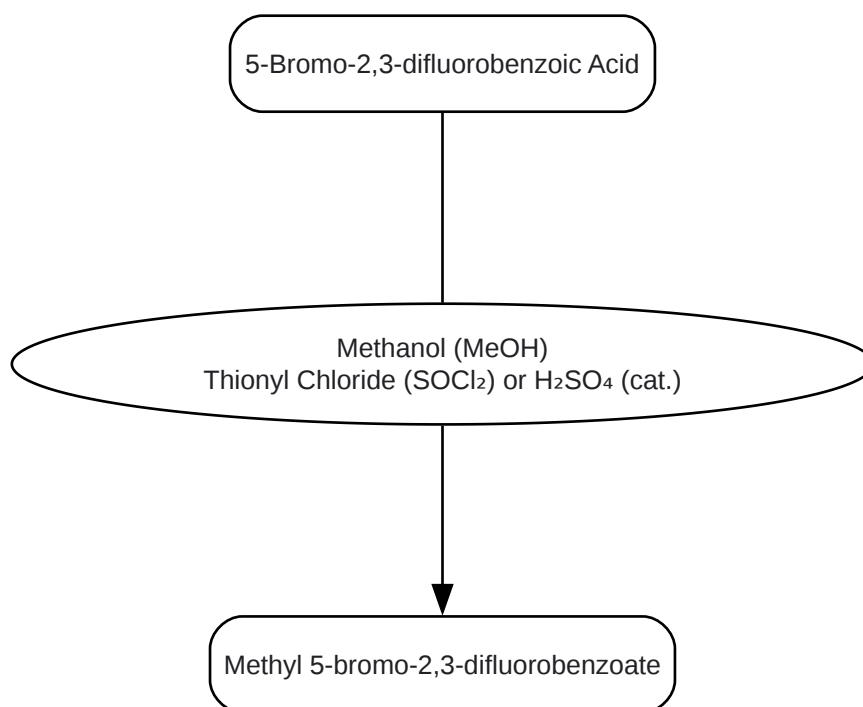 5-Bromo-2,3-difluorobenzoic Acid
Methanol (MeOH)
Thionyl Chloride (SOCl₂) or H₂SO₄ (cat.)
Methyl 5-bromo-2,3-difluorobenzoate